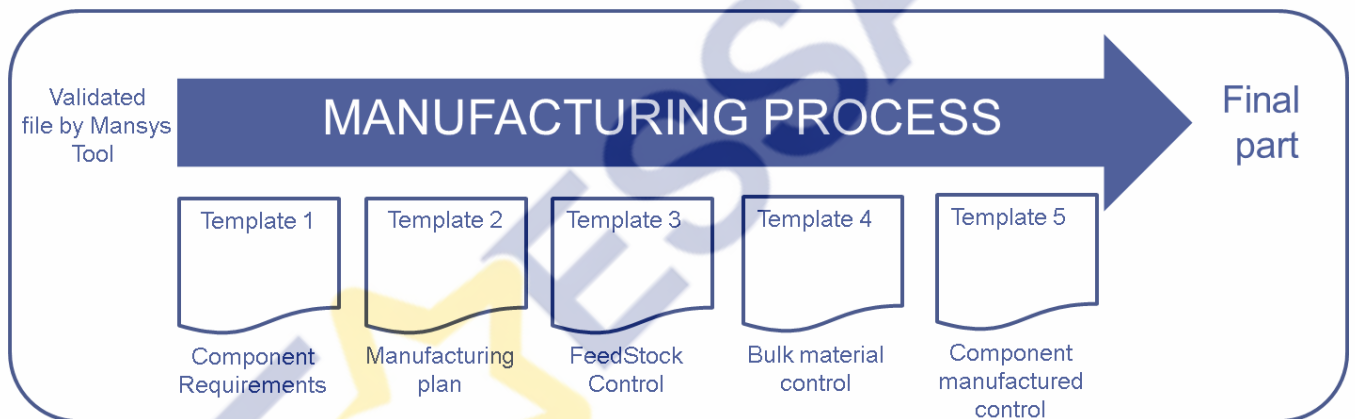 Validated
file by Mansys
Tool
MANUFACTURING PROCESS
Final
part
Template 1
Template 2
Template 3
Template 4
Template 5
Component
Requirements
Manufacturing
plan
FeedStock
Control
Bulk material
control
Component
manufactured
control